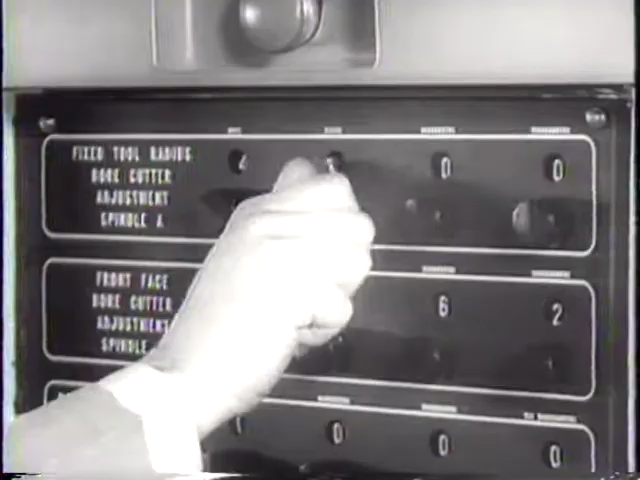 FIXED TOOL RADIUS
BORE CUTTER
ADJUSTMENT
SPINDLE A
4 0 0
FRONT FACE
BORE CUTTER
ADJUSTMENT
SPINDLE
6 2
0 0 0